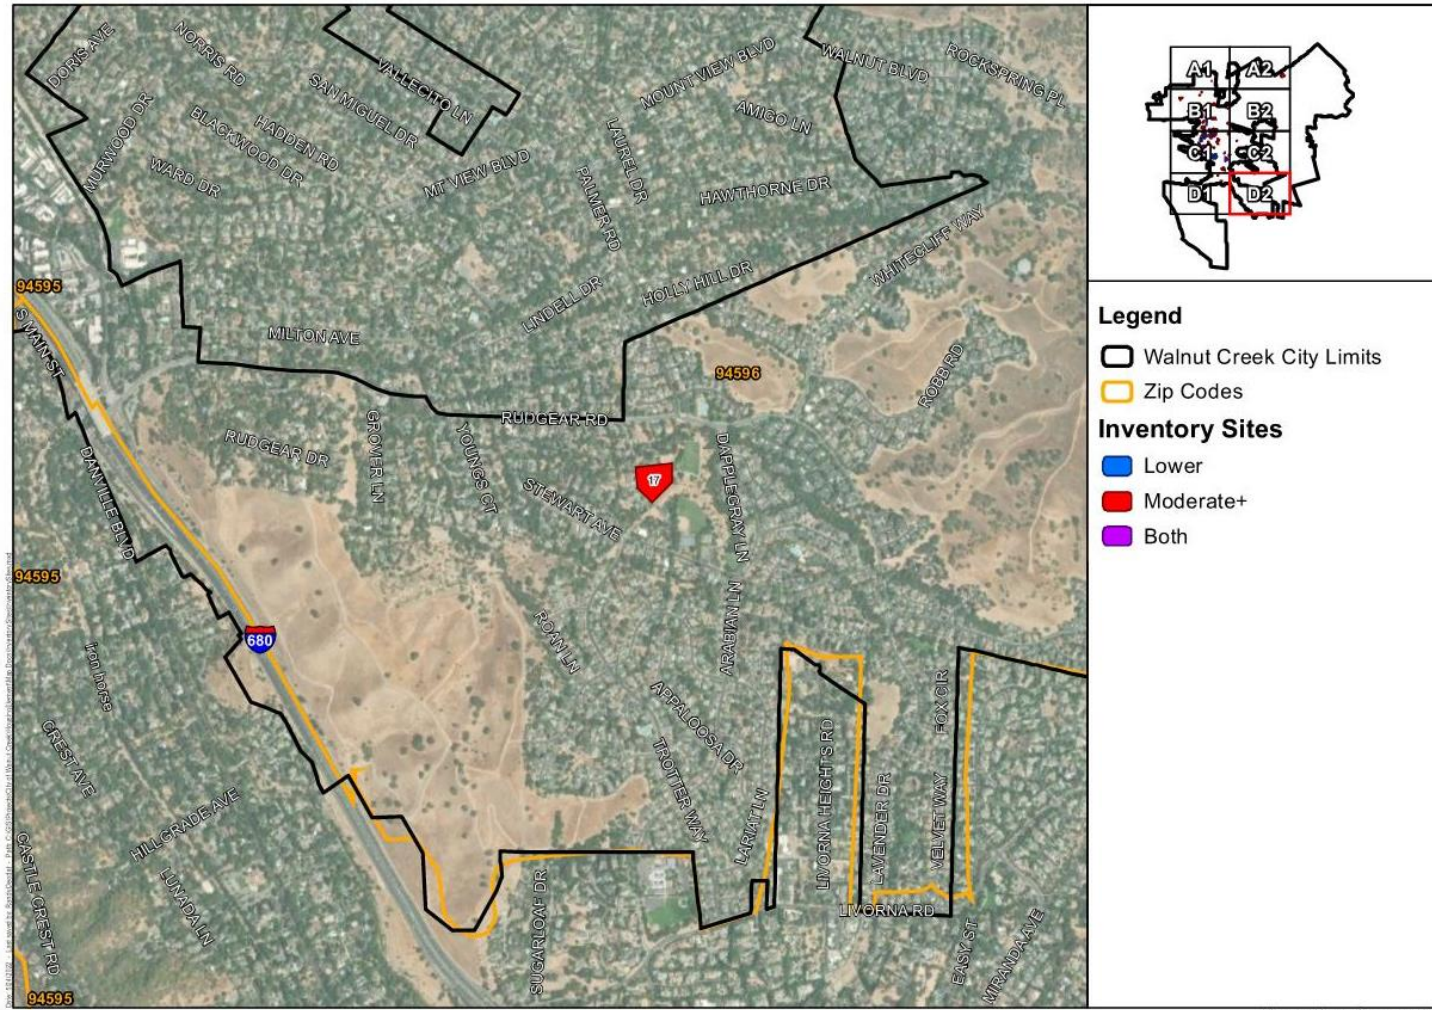 DORIS AVE
NORRIS RD
VALLECITO LN
SAN MIGUEL DR
MOUNT VIEW BLVD
WALNUT BLVD
ROCKSPRING PL
MURWOOD DR
BLACKWOOD DR
HADDEN RD
WARD DR
MT VIEW BLVD
LAUREL DR
AMIGO LN
PALMER RD
HAWTHORNE DR
WHITECLIFF WAY
94595
S MAIN ST
MILTON AVE
LINDELL DR
HOLLY HILL DR
94596
ROBB RD
RUDGEAR RD
RUDGEAR DR
GROVER LN
YOUNGS CT
STEWART AVE
17
DAPPLEGRAY LN
DANVILLE BLVD
94595
680
iron horse
ROAN LN
ARABIAN LN
APPALOOSA DR
TROTTER WAY
LARIAT LN
LIVORNA HEIGHTS RD
LAVENDER DR
FOX CIR
VELVET WAY
CREST AVE
HILLGRADE AVE
LUNADA LN
CASTLE CREST RD
SUGARLOAF DR
LIVORNA RD
EASY ST
MIRANDA AVE
94595
A1
A2
B1
B2
C1
C2
D1
D2
Legend
Walnut Creek City Limits
Zip Codes
Inventory Sites
Lower
Moderate+
Both